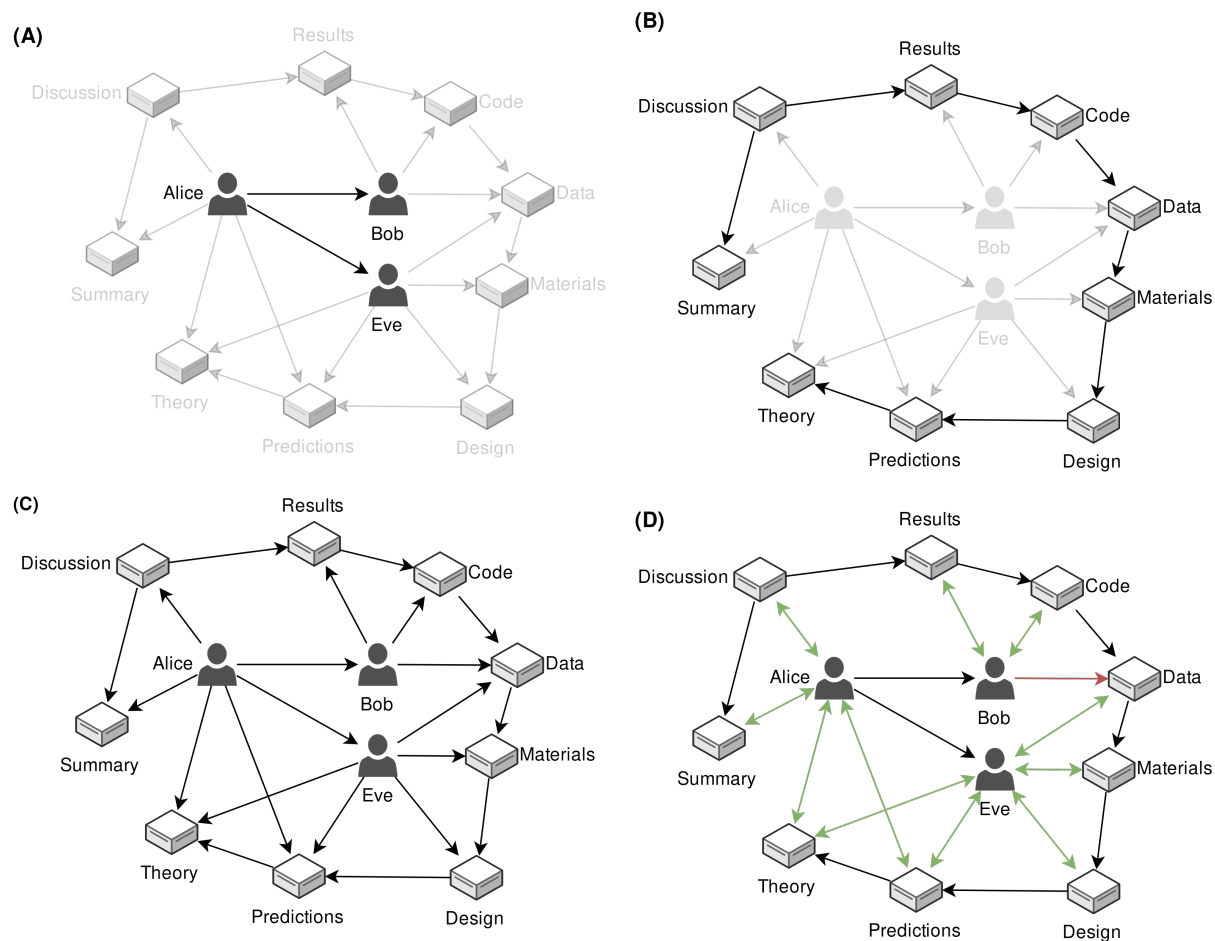 (A)
Results
Discussion
Code
Alice
Data
Bob
Summary
Materials
Eve
Theory
Predictions
Design
(B)
Results
Discussion
Code
Alice
Data
Bob
Materials
Summary
Eve
Theory
Predictions
Design
(C)
Results
Discussion
Code
Alice
Data
Bob
Materials
Summary
Eve
Theory
Predictions
Design
(D)
Results
Discussion
Code
Alice
Data
Bob
Materials
Summary
Eve
Theory
Predictions
Design